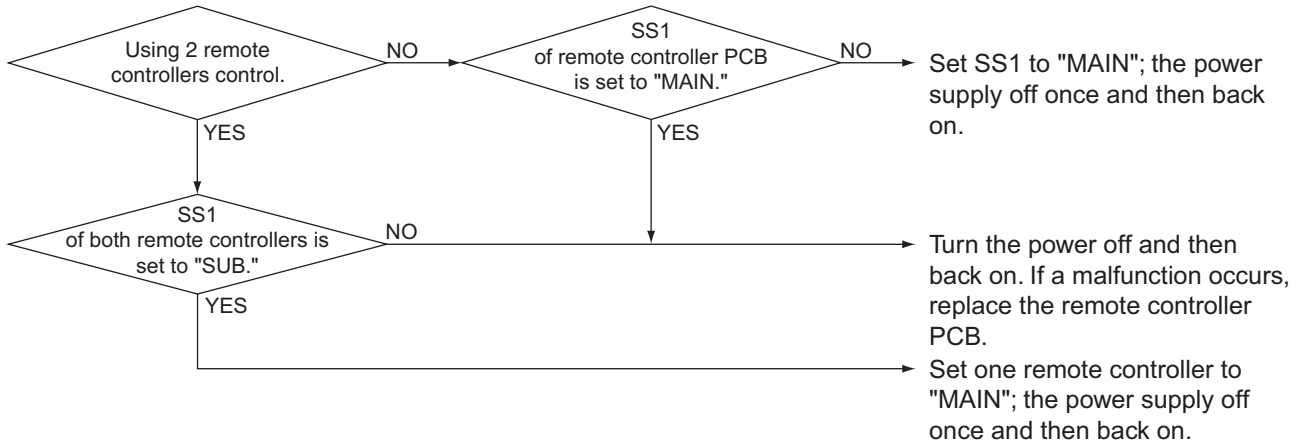 Using 2 remote
controllers control.
NO
YES
SS1
of remote controller PCB
is set to "MAIN."
NO
YES
Set SS1 to "MAIN"; the power
supply off once and then back
on.
SS1
of both remote controllers is
set to "SUB."
NO
YES
Turn the power off and then
back on. If a malfunction occurs,
replace the remote controller
PCB.
Set one remote controller to
"MAIN"; the power supply off
once and then back on.